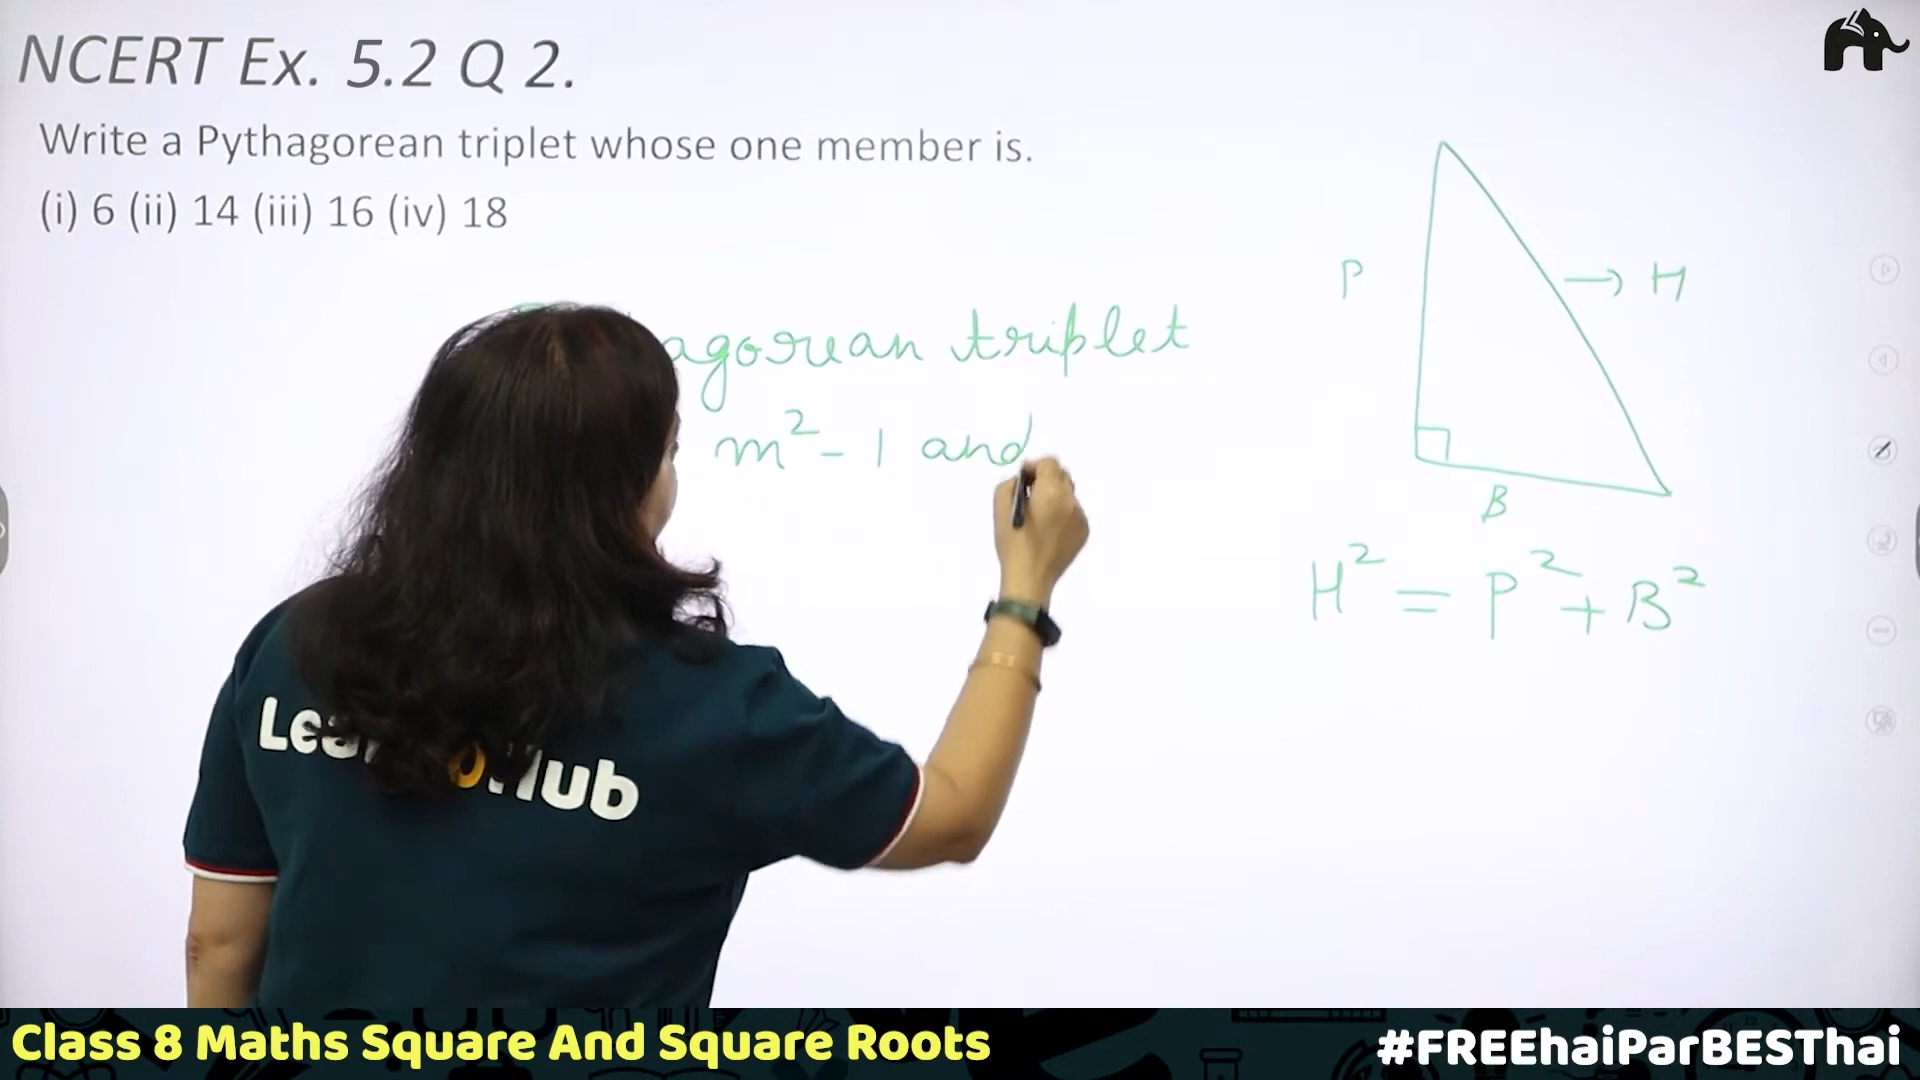 NCERT Ex. 5.2 Q 2.
Write a Pythagorean triplet whose one member is.
(i) 6 (ii) 14 (iii) 16 (iv) 18
P
→ H
agorean triplet
m² - 1 and
B
H² = P² + B²
Hub
Class 8 Maths Square And Square Roots
#FREEhaiParBESThai